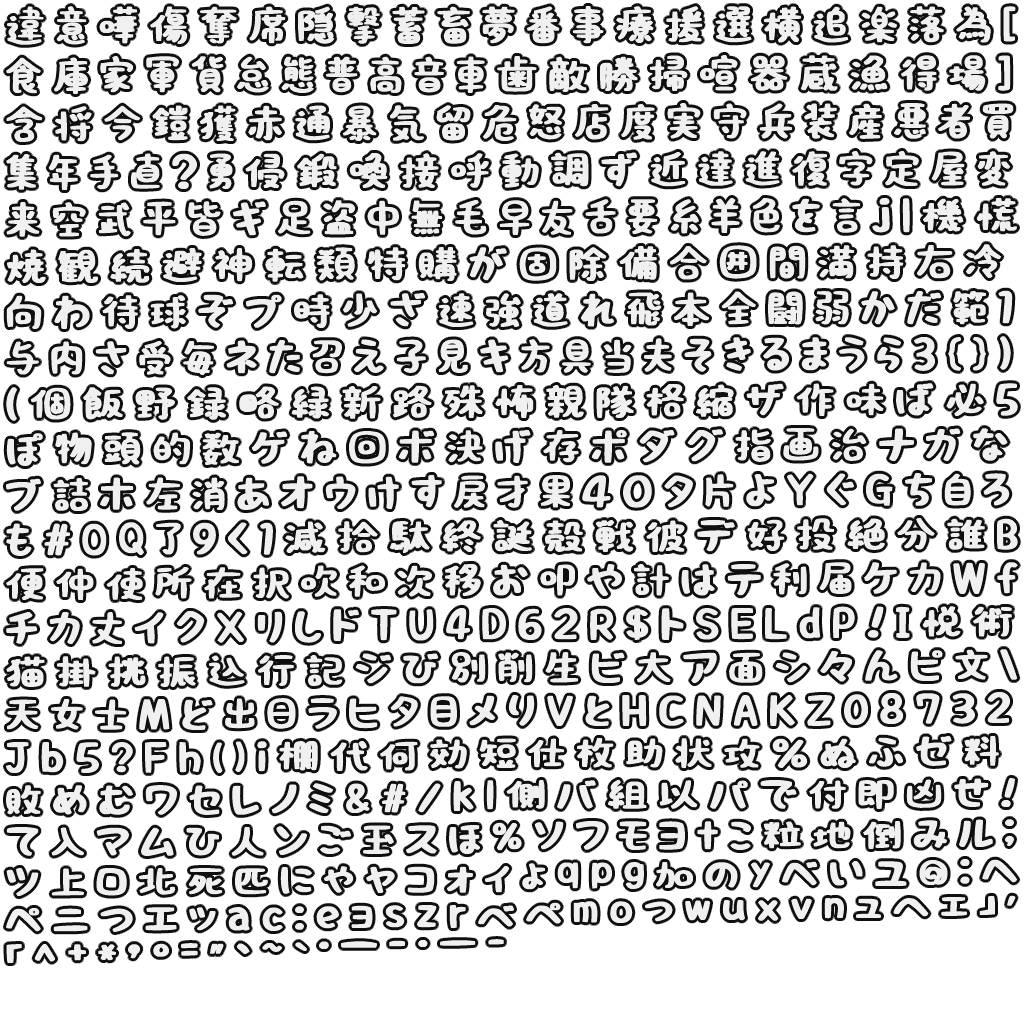 違意嘩傷奪席隠撃蓄畜夢番事療援選横追楽落為[
食庫家軍貨怠態普高音車歯敵勝掃喧器蔵漁得場]
含将今鎧獲赤通暴気留危怒店度実守兵装産悪者買
集年手直?勇侵鍛喚接呼動調ず近達進復字定屋変
来空武平皆ギ足盗中無毛早友舌要糸羊色を言j|機慌
焼観続避神転類特購が固除備合囲間満持右冷
向わ待球ぞプ時少ざ速強道れ飛本全闘弱かだ範1
与内さ受毎ネた召え子見キ方具当夫そきるまうら3{})
(個飯野録略緑新路殊怖親隊格縮ザ作味ば必5
ぽ物頭的数ゲね回ボ決げ存ポダグ指画治ナガな
ブ詰ホ左消あオウけす戻才果4Oタ片よYぐGち自ろ
も#0Q了9く1減拾駄終誕殻戦彼デ好投絶分誰B
便仲使所在択吹和次移お叩や計はテ利届ケカWf
チカ丈イクXリしドTU4D62R$トSELdP!I悦術
猫掛挑振込行記ジび別削生ビ大ア面シ々んピ文\
天女士Mど出日ラヒタ目メりVとHCNAKZ08732
Jb5?Fh()i棚代何効短仕枚助状攻%ぬふぜ料
敗めむワセレノミ&#/kl側バ組以パで付即凶せ!
て入マムひ人ンご玉スほ%ソフモヨ†こ粒地倒みル;
ツ上口北死匹にやヤコォィょqpg加のyべいユ@:へ
ペ二つエッac:eョszrべぺmoっwuxvnュヘェ」’
「^+*,°="、~、・ー-・一-